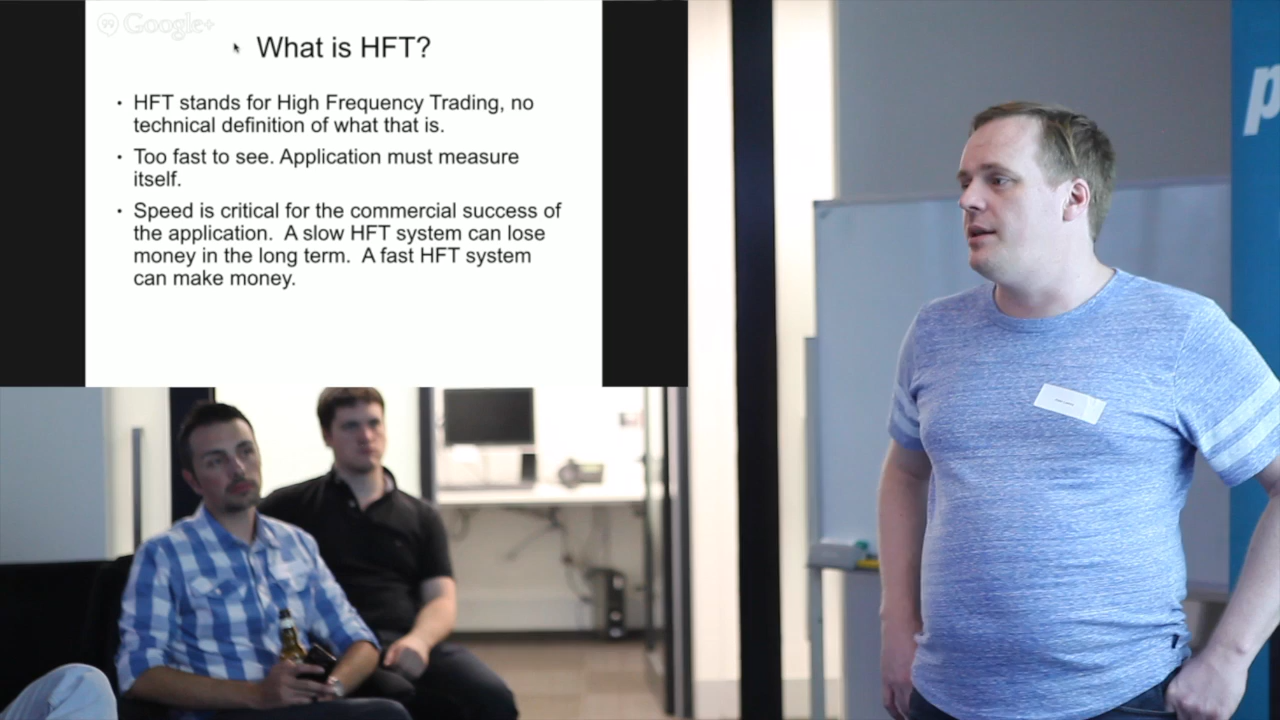 Google+
What is HFT?
• HFT stands for High Frequency Trading, no
technical definition of what that is.
• Too fast to see. Application must measure
itself.
• Speed is critical for the commercial success of
the application. A slow HFT system can lose
money in the long term. A fast HFT system
can make money.
p